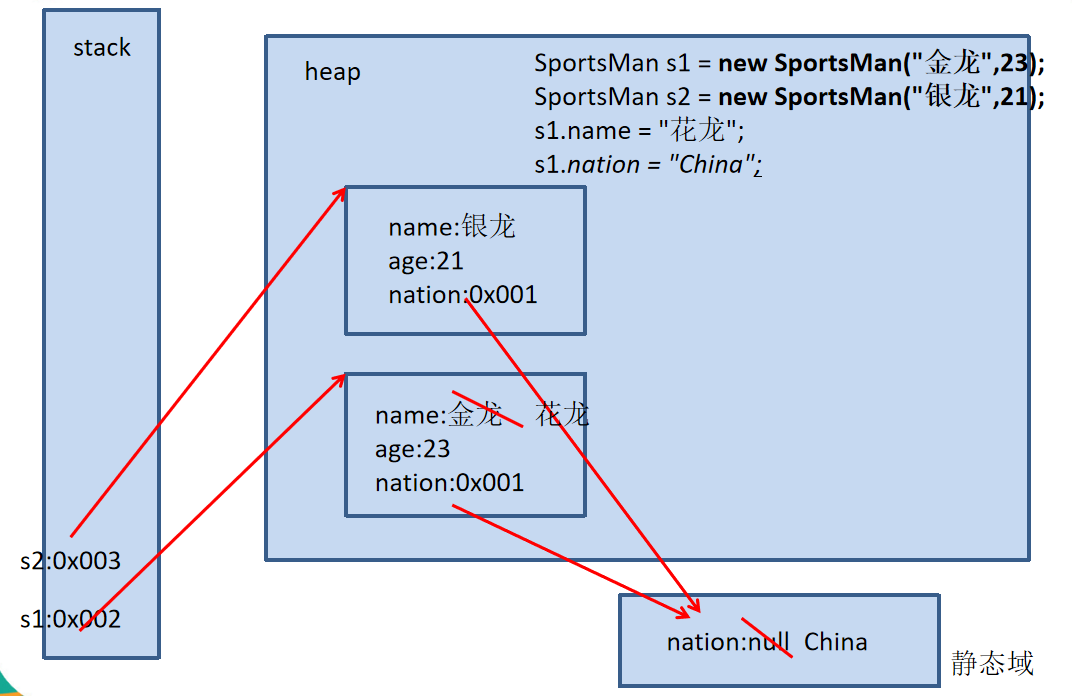 stack
heap
SportsMan s1 = new SportsMan("金龙",23);
SportsMan s2 = new SportsMan("银龙",21);
s1.name = "花龙";
s1.nation = "China";
name:银龙
age:21
nation:0x001
name:金龙 花龙
age:23
nation:0x001
s2:0x003
s1:0x002
nation:null China
静态域